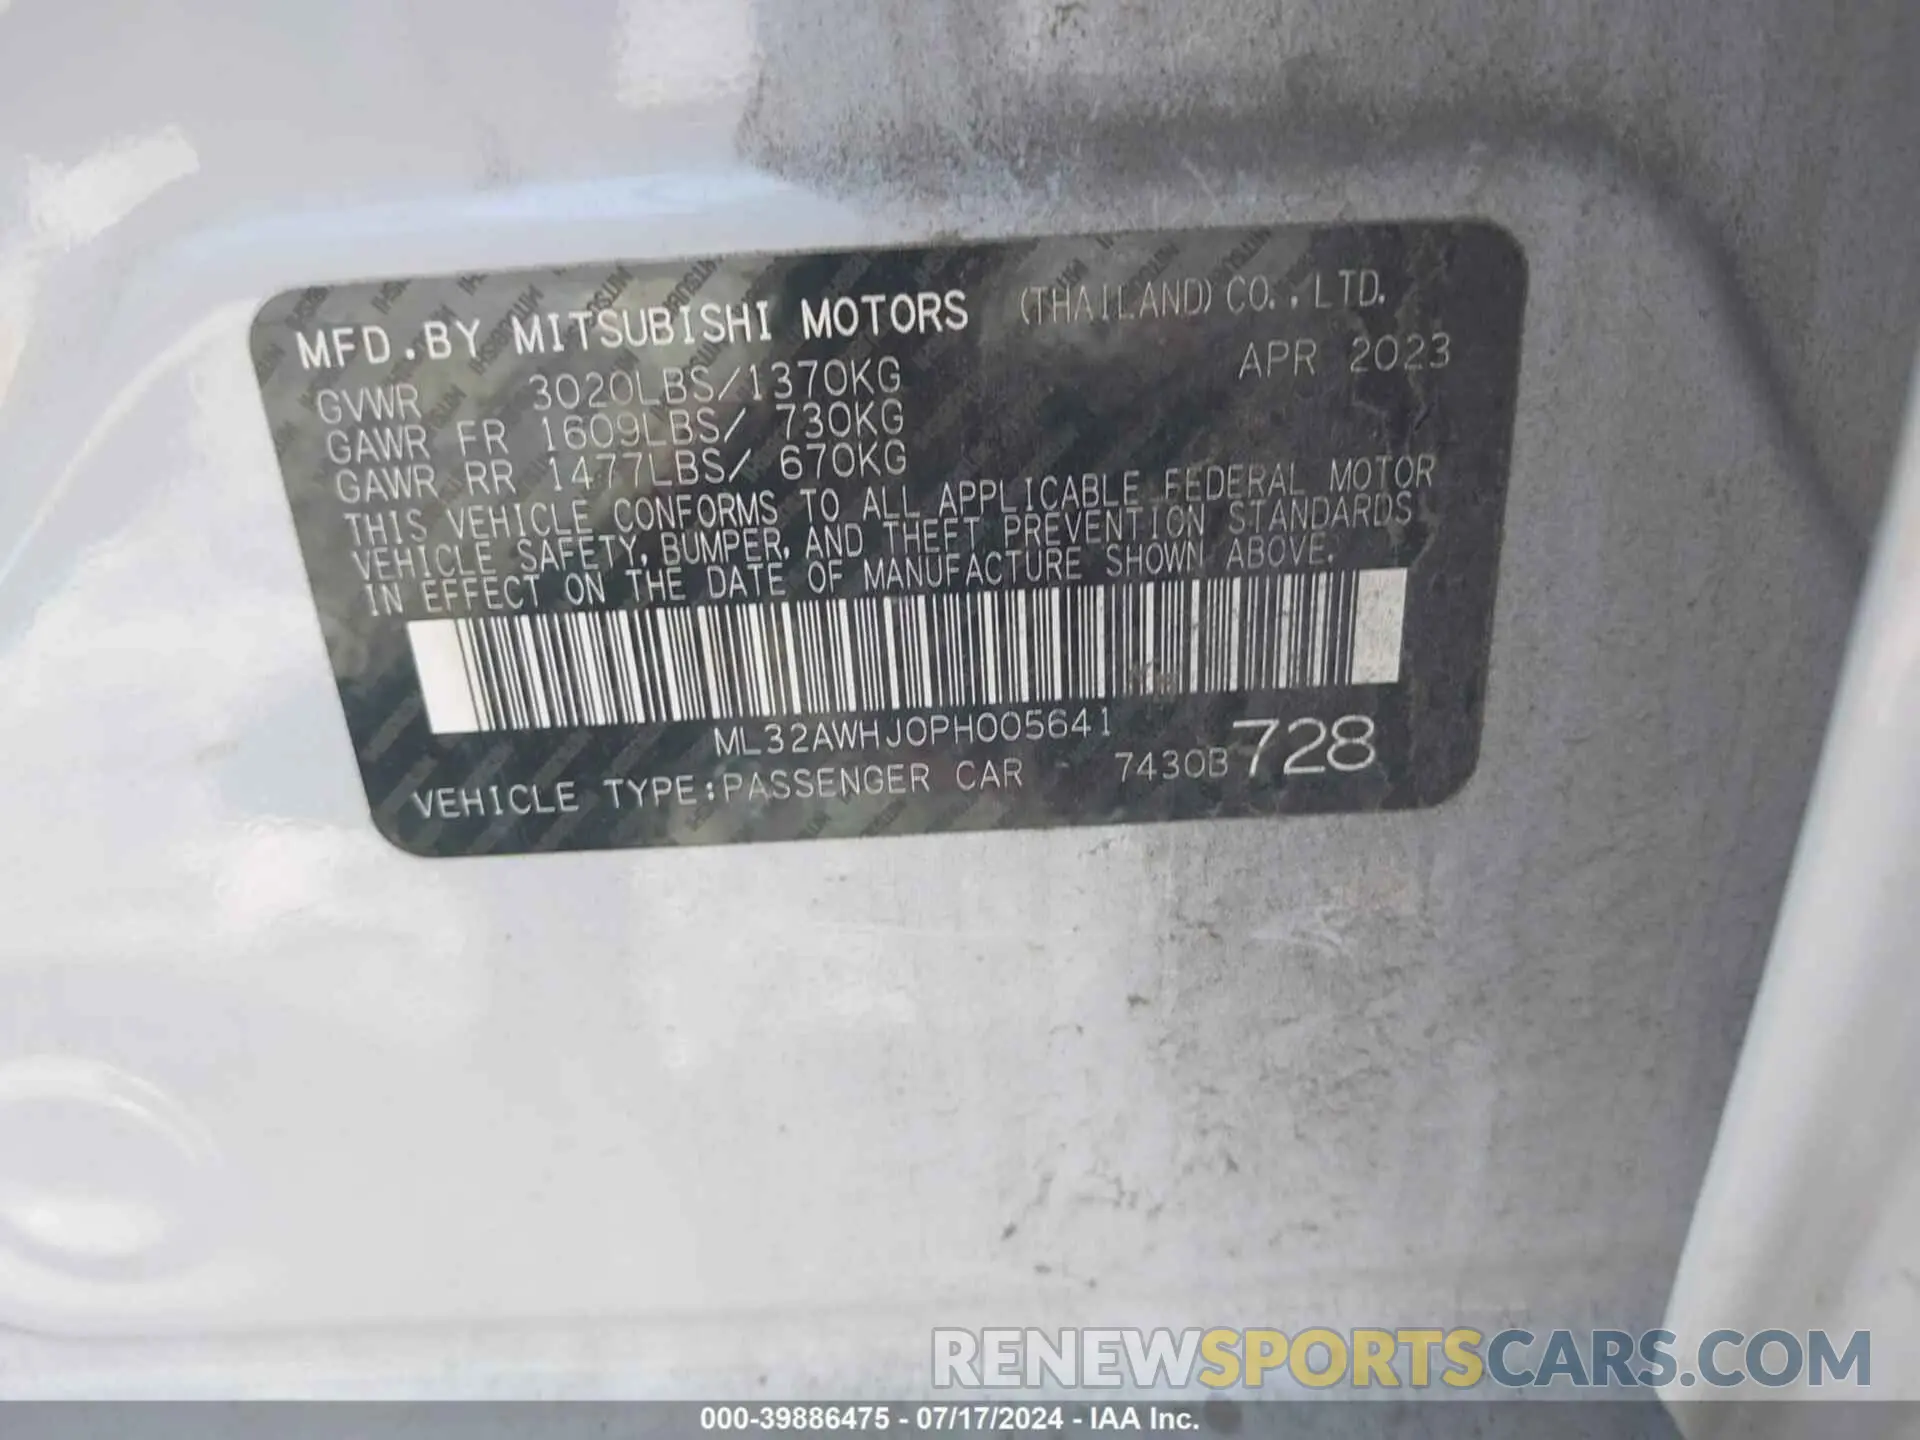 MFD.BY MITSUBISHI MOTORS (THAILAND) CO.,LTD.
APR 2023
GVWR 3020LBS/1370KG
GAWR FR 1609LBS/ 730KG
GAWR RR 1477LBS/ 670KG
THIS VEHICLE CONFORMS TO ALL APPLICABLE FEDERAL MOTOR
VEHICLE SAFETY, BUMPER, AND THEFT PREVENTION STANDARDS
IN EFFECT ON THE DATE OF MANUFACTURE SHOWN ABOVE.
ML32AWHJ0PH005641
VEHICLE TYPE:PASSENGER CAR 7430B728
RENEWSPORTSCARS.COM
000-39886475 - 07/17/2024 - IAA Inc.